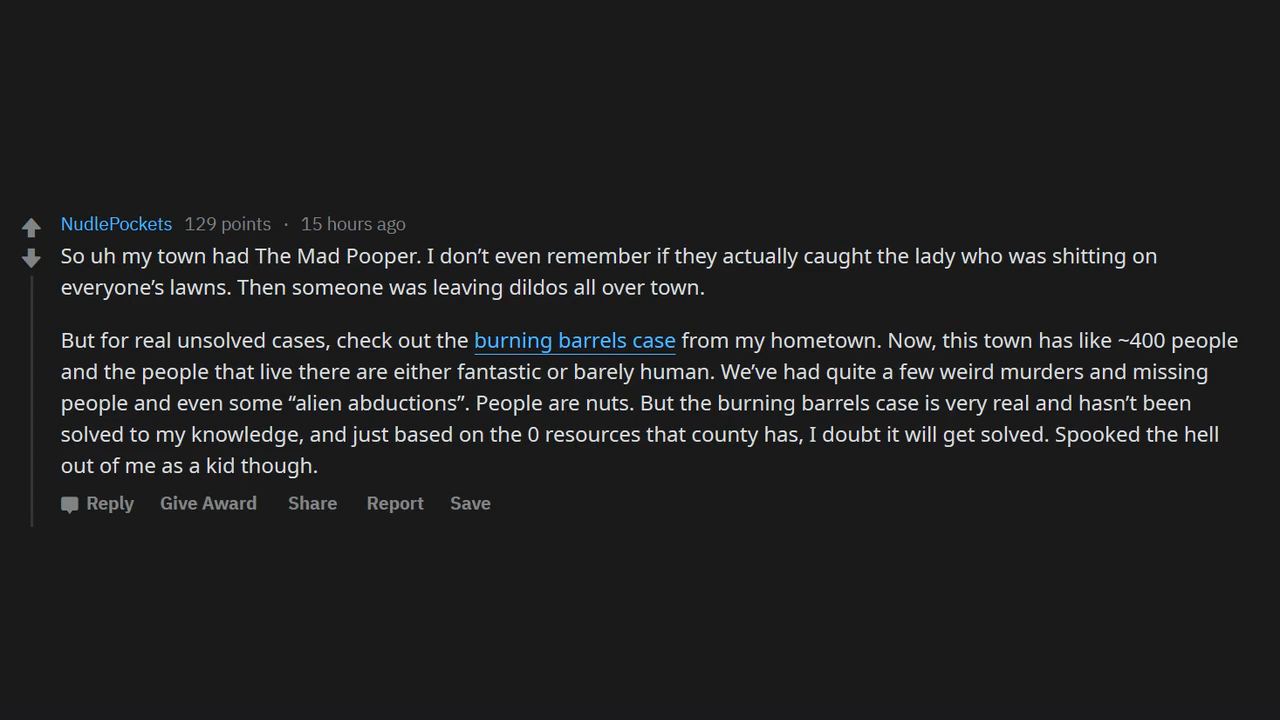 NudlePockets 129 points · 15 hours ago
So uh my town had The Mad Pooper. I don’t even remember if they actually caught the lady who was shitting on
everyone’s lawns. Then someone was leaving dildos all over town.
But for real unsolved cases, check out the burning barrels case from my hometown. Now, this town has like ~400 people
and the people that live there are either fantastic or barely human. We’ve had quite a few weird murders and missing
people and even some “alien abductions”. People are nuts. But the burning barrels case is very real and hasn’t been
solved to my knowledge, and just based on the 0 resources that county has, I doubt it will get solved. Spooked the hell
out of me as a kid though.
Reply Give Award Share Report Save